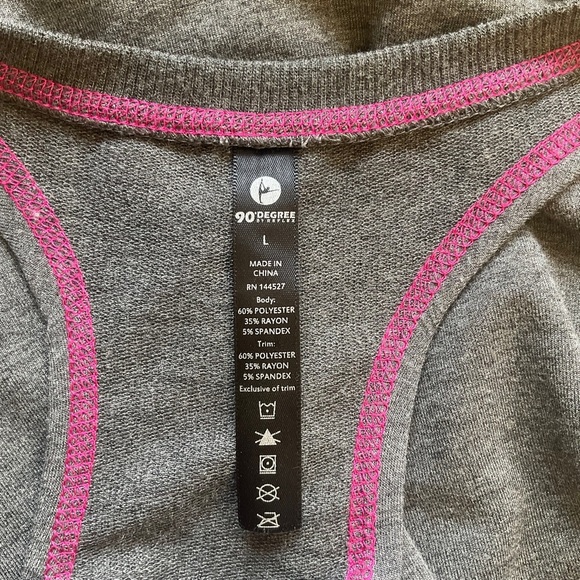 90°DEGREE
BY REFLEX
L
MADE IN
CHINA
RN 144527
Body:
60% POLYESTER
35% RAYON
5% SPANDEX
Trim:
60% POLYESTER
35% RAYON
5% SPANDEX
Exclusive of trim